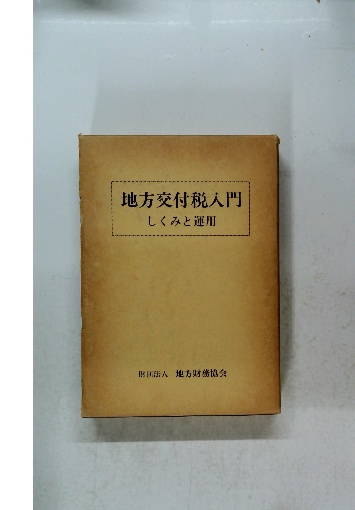 地方交付税入門
しくみと運用
財団法人 地方財務協会